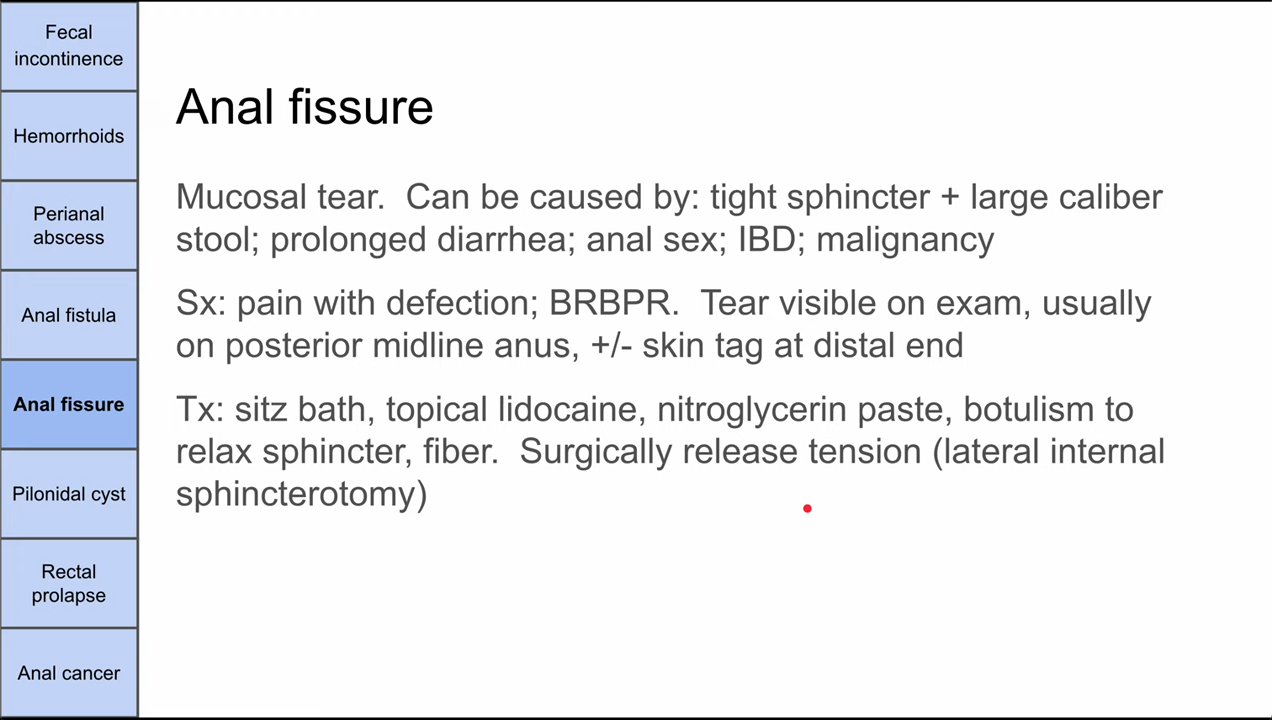 Fecal
incontinence
Hemorrhoids
Perianal
abscess
Anal fistula
Anal fissure
Pilonidal cyst
Rectal
prolapse
Anal cancer
Anal fissure
Mucosal tear.  Can be caused by: tight sphincter + large caliber
stool; prolonged diarrhea; anal sex; IBD; malignancy
Sx: pain with defection; BRBPR.  Tear visible on exam, usually
on posterior midline anus, +/- skin tag at distal end
Tx: sitz bath, topical lidocaine, nitroglycerin paste, botulism to
relax sphincter, fiber.  Surgically release tension (lateral internal
sphincterotomy)